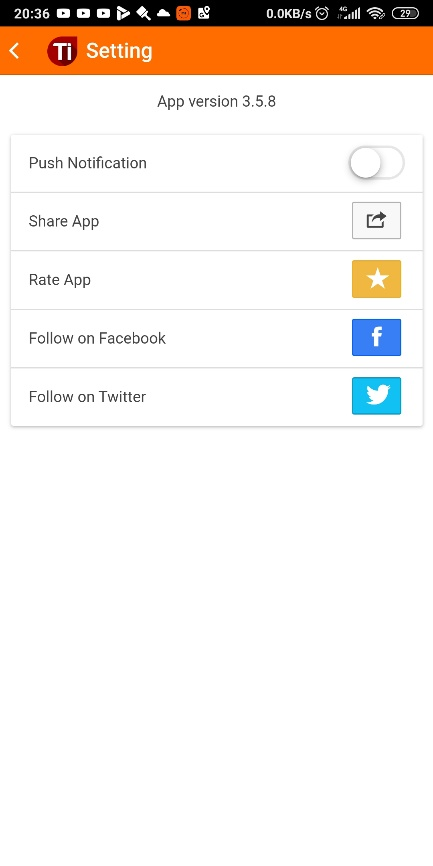 20:36 0.0KB/s 4G 29
Ti Setting
App version 3.5.8
Push Notification
Share App
Rate App
Follow on Facebook
f
Follow on Twitter